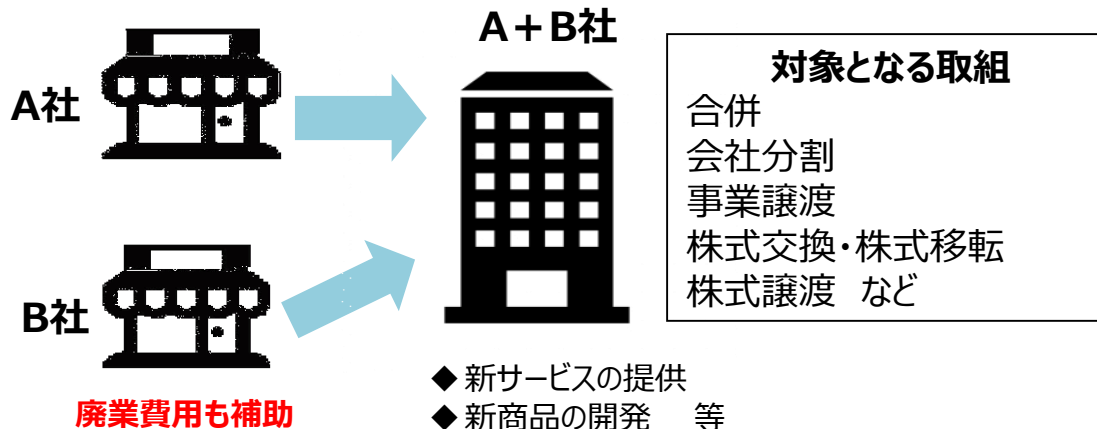 A社
B社
廃業費用も補助
A＋B社
◆ 新サービスの提供
◆ 新商品の開発　等
対象となる取組
合併
会社分割
事業譲渡
株式交換・株式移転
株式譲渡　など